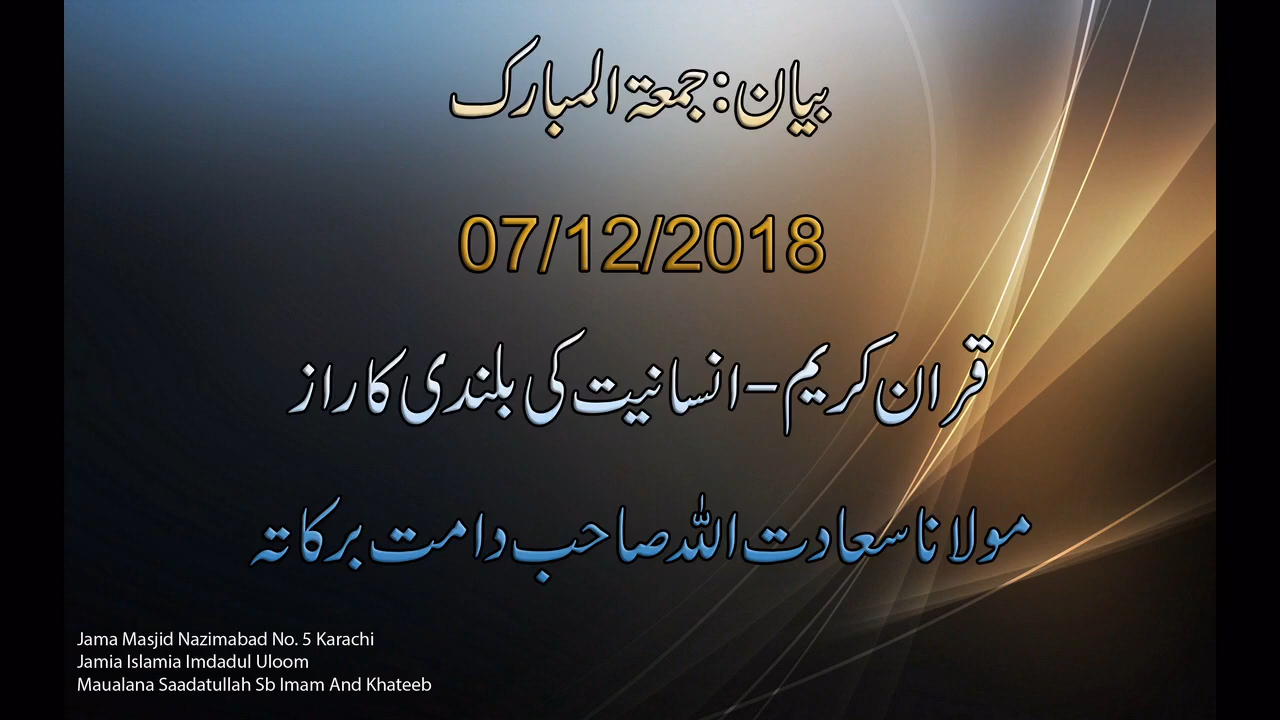 بیان: جمعۃ المبارک
07/12/2018
قران کریم – انسانیت کی بلندی کا راز
مولانا سعادت اللہ صاحب دامت برکاتہ
Jama Masjid Nazimabad No. 5 Karachi
Jamia Islamia Imdadul Uloom
Maualana Saadatullah Sb Imam And Khateeb